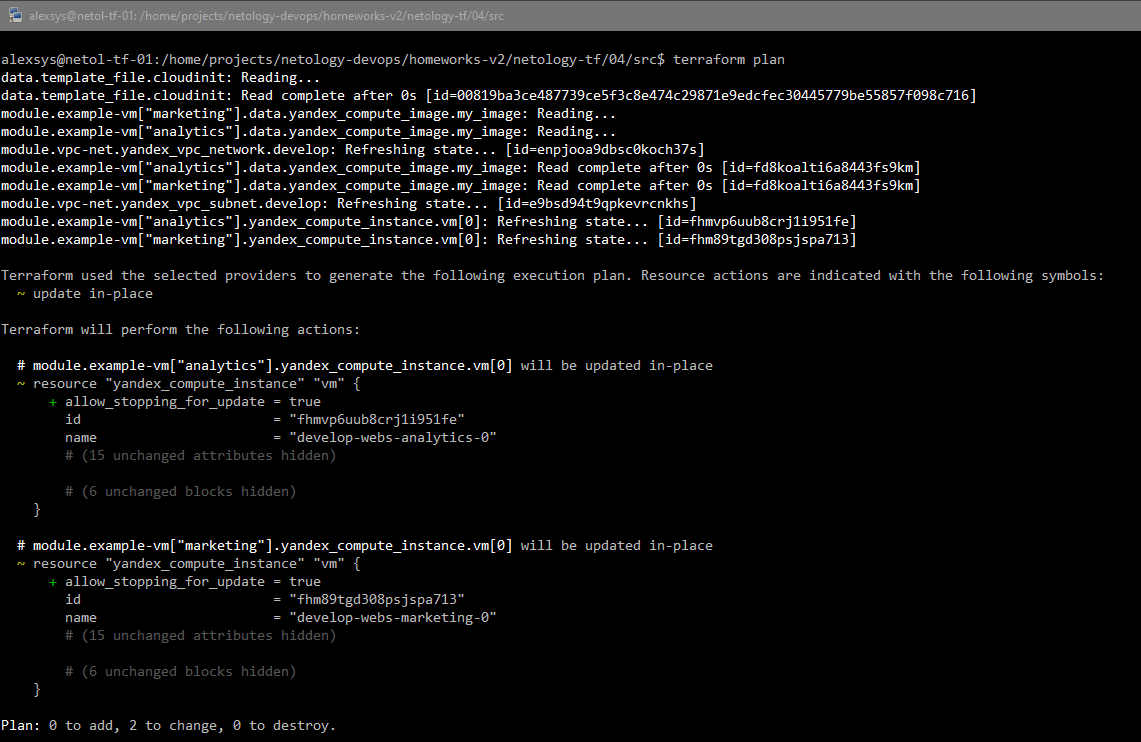 alexsys@netol-tf-01: /home/projects/netology-devops/homeworks-v2/netology-tf/04/src
alexsys@netol-tf-01:/home/projects/netology-devops/homeworks-v2/netology-tf/04/src$ terraform plan
data.template_file.cloudinit: Reading...
data.template_file.cloudinit: Read complete after 0s [id=00819ba3ce487739ce5f3c8e474c29871e9edcfec30445779be55857f098c716]
module.example-vm["marketing"].data.yandex_compute_image.my_image: Reading...
module.example-vm["analytics"].data.yandex_compute_image.my_image: Reading...
module.vpc-net.yandex_vpc_network.develop: Refreshing state... [id=enpjooa9dbsc0koch37s]
module.example-vm["analytics"].data.yandex_compute_image.my_image: Read complete after 0s [id=fd8koalti6a8443fs9km]
module.example-vm["marketing"].data.yandex_compute_image.my_image: Read complete after 0s [id=fd8koalti6a8443fs9km]
module.vpc-net.yandex_vpc_subnet.develop: Refreshing state... [id=e9bsd94t9qpkevrcnkhs]
module.example-vm["analytics"].yandex_compute_instance.vm[0]: Refreshing state... [id=fhmvp6uub8crj1i951fe]
module.example-vm["marketing"].yandex_compute_instance.vm[0]: Refreshing state... [id=fhm89tgd308psjspa713]
Terraform used the selected providers to generate the following execution plan. Resource actions are indicated with the following symbols:
  ~ update in-place
Terraform will perform the following actions:
  # module.example-vm["analytics"].yandex_compute_instance.vm[0] will be updated in-place
  ~ resource "yandex_compute_instance" "vm" {
      + allow_stopping_for_update = true
        id                        = "fhmvp6uub8crj1i951fe"
        name                      = "develop-webs-analytics-0"
        # (15 unchanged attributes hidden)
        # (6 unchanged blocks hidden)
    }
  # module.example-vm["marketing"].yandex_compute_instance.vm[0] will be updated in-place
  ~ resource "yandex_compute_instance" "vm" {
      + allow_stopping_for_update = true
        id                        = "fhm89tgd308psjspa713"
        name                      = "develop-webs-marketing-0"
        # (15 unchanged attributes hidden)
        # (6 unchanged blocks hidden)
    }
Plan: 0 to add, 2 to change, 0 to destroy.